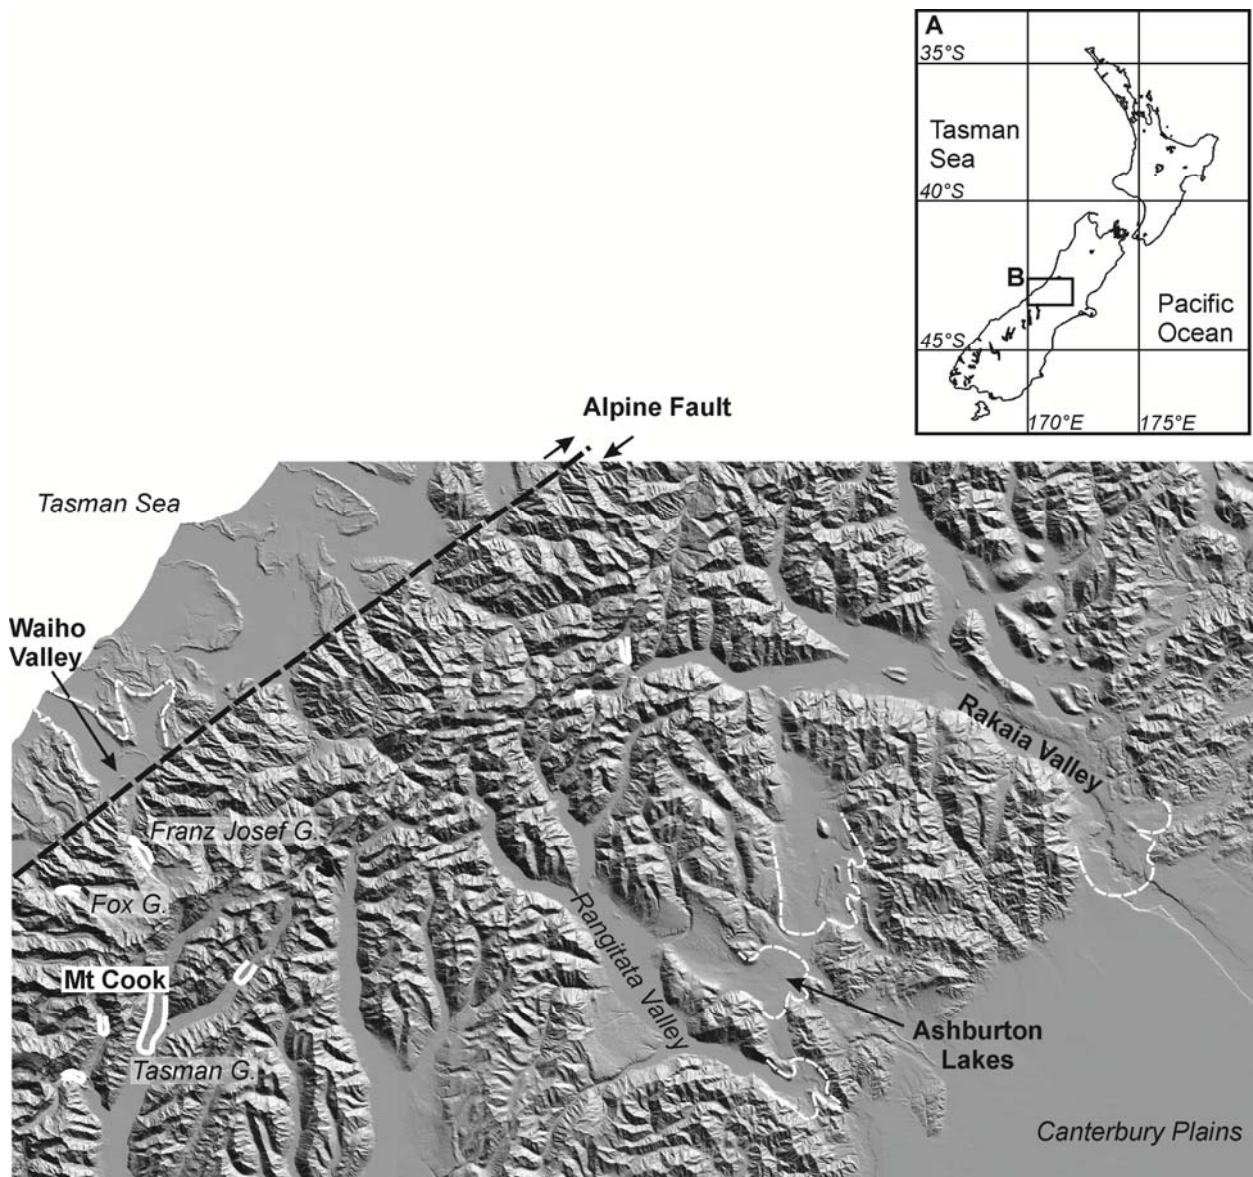 A
35°S
Tasman
Sea
40°S
B
Pacific
Ocean
45°S
170°E
175°E
Alpine Fault
Tasman Sea
Waiho
Valley
Rakaia Valley
Franz Josef G.
Fox G.
Rangitata Valley
Mt Cook
Ashburton
Lakes
Tasman G.
Canterbury Plains